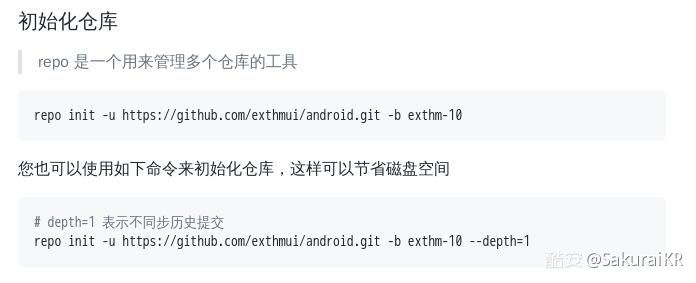 初始化仓库
repo 是一个用来管理多个仓库的工具
repo init -u https://github.com/exthmui/android.git -b exthm-10
您也可以使用如下命令来初始化仓库，这样可以节省磁盘空间
# depth=1 表示不同步历史提交
repo init -u https://github.com/exthmui/android.git -b exthm-10 --depth=1
酷安 @SakuraiKR